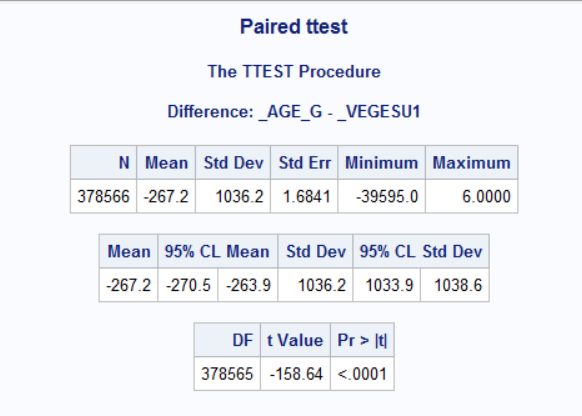 Paired ttest
The TTEST Procedure
Difference: _AGE_G - _VEGESU1
N Mean Std Dev Std Err Minimum Maximum
378566 -267.2 1036.2 1.6841 -39595.0 6.0000
Mean 95% CL Mean Std Dev 95% CL Std Dev
-267.2 -270.5 -263.9 1036.2 1033.9 1038.6
DF t Value Pr > |t|
378565 -158.64 <.0001